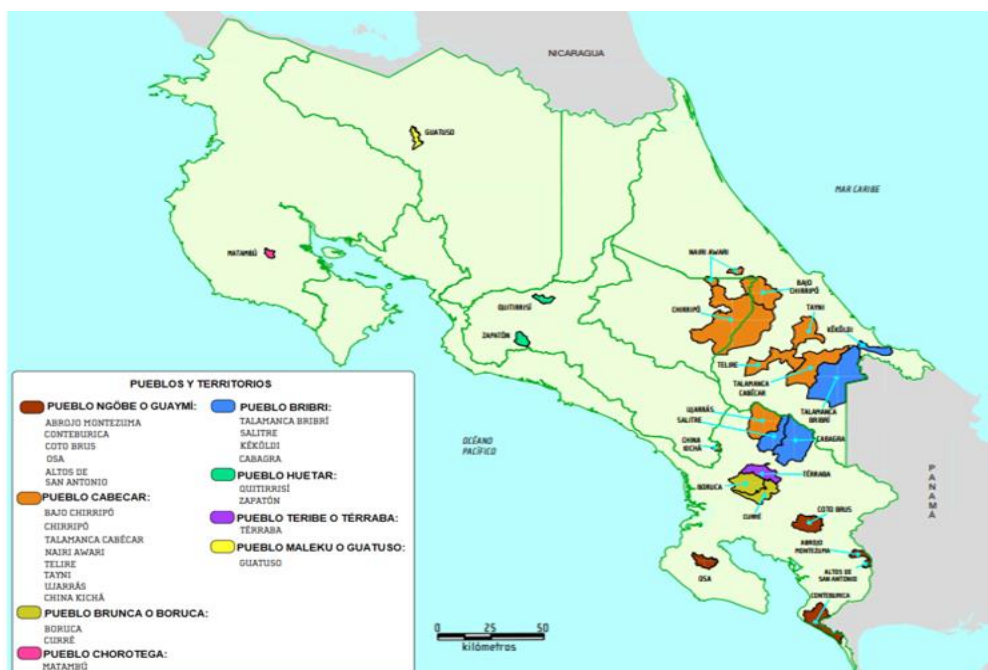 NICARAGUA
GUATUSO
MAR CARIBE
MATAMBÚ
NAIRI AWARI
BAJO
CHIRRIPÓ
QUITIRRISÍ
CHIRRIPÓ
TAYNI
KÉKÖLDI
ZAPATÓN
TELIRE
TALAMANCA
CABÉCAR
TALAMANCA
BRIBRÍ
UJARRÁS
SALITRE
CHINA
KICHÁ
CABAGRA
OCÉANO
PACÍFICO
PANAMÁ
BORUCA
TÉRRABA
CURRÉ
COTO BRUS
ABROJO
MONTEZUMA
ALTOS DE
SAN ANTONIO
OSA
CONTEBURICA
0 25 50
kilómetros
PUEBLOS Y TERRITORIOS
PUEBLO NGÖBE O GUAYMÍ:
ABROJO MONTEZUMA
CONTEBURICA
COTO BRUS
OSA
ALTOS DE
SAN ANTONIO
PUEBLO CABECAR:
BAJO CHIRRIPÓ
CHIRRIPÓ
TALAMANCA CABÉCAR
NAIRI AWARI
TELIRE
TAYNI
UJARRÁS
CHINA KICHÁ
PUEBLO BRUNCA O BORUCA:
BORUCA
CURRÉ
PUEBLO CHOROTEGA:
MATAMBÚ
PUEBLO BRIBRI:
TALAMANCA BRIBRÍ
SALITRE
KÉKÖLDI
CABAGRA
PUEBLO HUETAR:
QUITIRRISÍ
ZAPATÓN
PUEBLO TERIBE O TÉRRABA:
TÉRRABA
PUEBLO MALEKU O GUATUSO:
GUATUSO